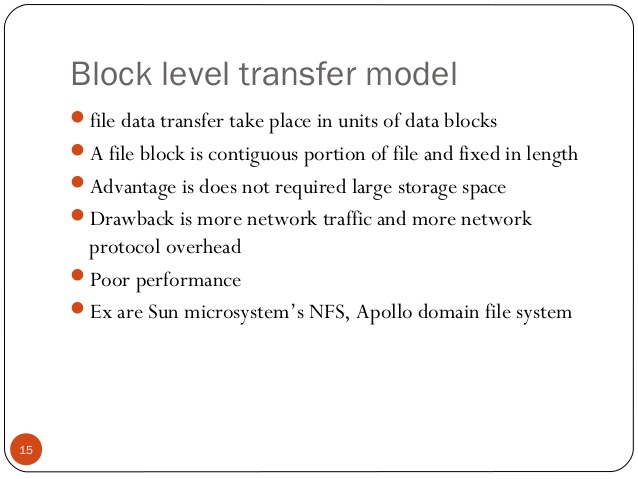 Block level transfer model
file data transfer take place in units of data blocks
A file block is contiguous portion of file and fixed in length
Advantage is does not required large storage space
Drawback is more network traffic and more network
protocol overhead
Poor performance
Ex are Sun microsystem’s NFS, Apollo domain file system
15